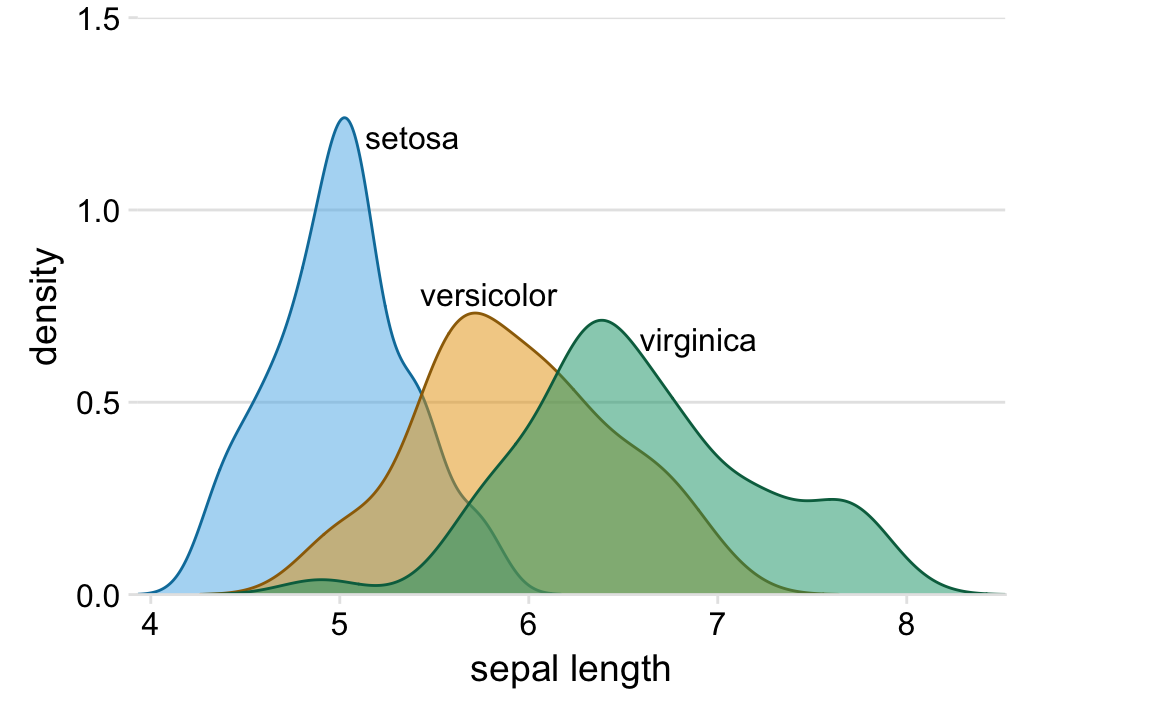 1.5
setosa
1.0
versicolor
virginica
density
0.5
0.0
4 5 6 7 8
sepal length